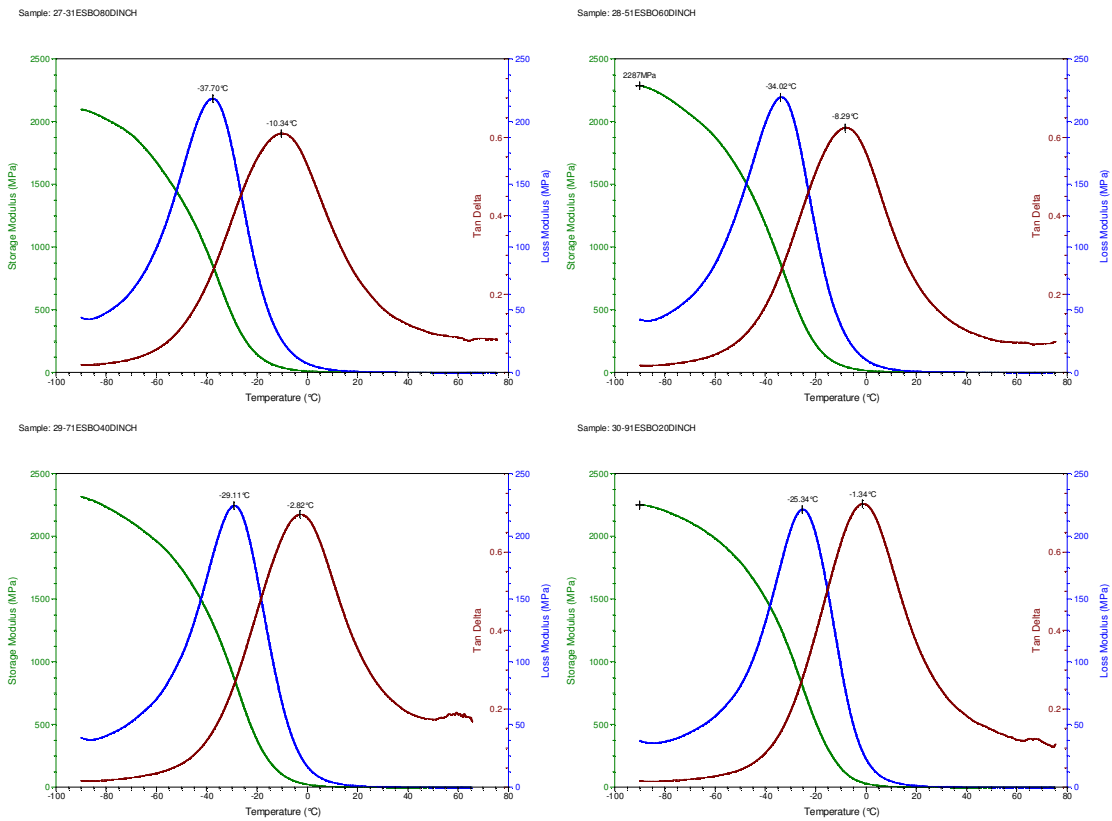 Sample: 27-31ESBO80DINCH
2500
2000
1500
1000
500
0
Storage Modulus (MPa)
-37.70°C
-10.34°C
0.6
0.4
0.2
Tan Delta
250
200
150
100
50
0
Loss Modulus (MPa)
-100 -80 -60 -40 -20 0 20 40 60 80
Temperature (°C)
Sample: 28-51ESBO60DINCH
2500
2000
1500
1000
500
0
Storage Modulus (MPa)
2287MPa
-34.02°C
-8.29°C
0.6
0.4
0.2
Tan Delta
250
200
150
100
50
0
Loss Modulus (MPa)
-100 -80 -60 -40 -20 0 20 40 60 80
Temperature (°C)
Sample: 29-71ESBO40DINCH
2500
2000
1500
1000
500
0
Storage Modulus (MPa)
-29.11°C
-2.82°C
0.6
0.4
0.2
Tan Delta
250
200
150
100
50
0
Loss Modulus (MPa)
-100 -80 -60 -40 -20 0 20 40 60 80
Temperature (°C)
Sample: 30-91ESBO20DINCH
2500
2000
1500
1000
500
0
Storage Modulus (MPa)
-25.34°C
-1.34°C
0.6
0.4
0.2
Tan Delta
250
200
150
100
50
0
Loss Modulus (MPa)
-100 -80 -60 -40 -20 0 20 40 60 80
Temperature (°C)